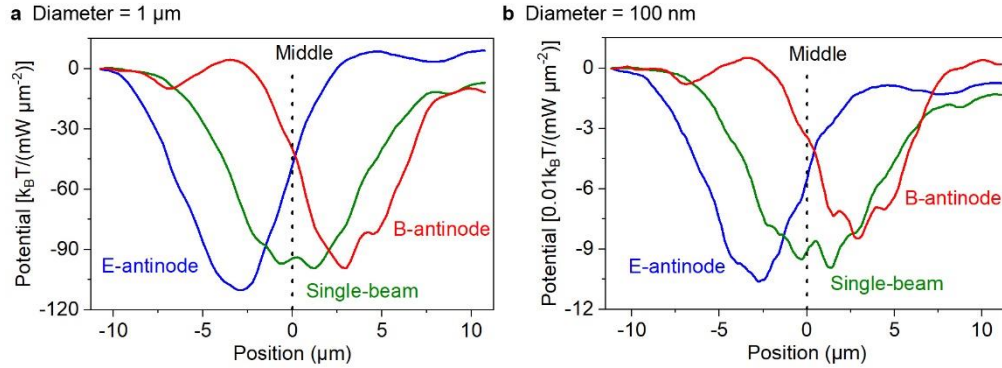 a Diameter = 1 µm
Potential [kBT/(mW µm⁻²)]
0
-30
-60
-90
-120
Middle
E-antinode
B-antinode
Single-beam
-10 -5 0 5 10
Position (µm)
b Diameter = 100 nm
Potential [0.01kBT/(mW µm⁻²)]
0
-3
-6
-9
-12
Middle
E-antinode
B-antinode
Single-beam
-10 -5 0 5 10
Position (µm)